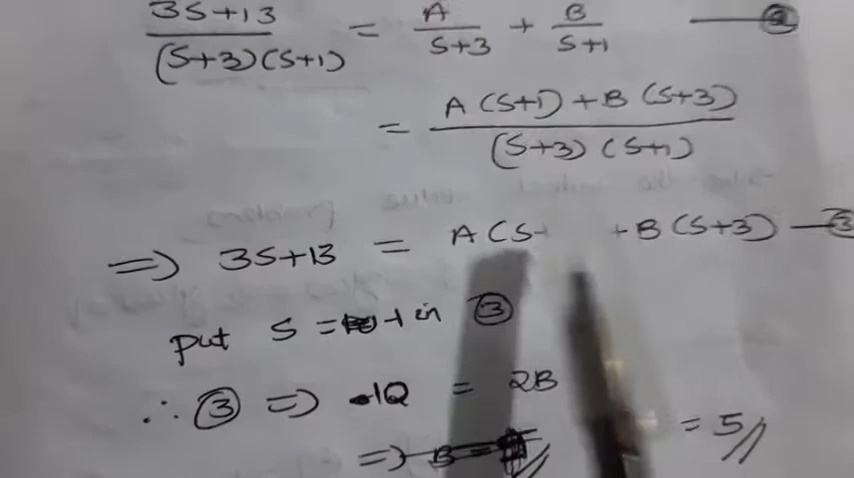 3S+13 / (S+3)(S+1) = A / S+3 + B / S+1 — ②
= A(S+1) + B(S+3) / (S+3)(S+1)
=> 3S+13 = A(S+ +B(S+3) — ③
put S = -1 in ③
∴ ③ => 10 = 2B
=> = 5//